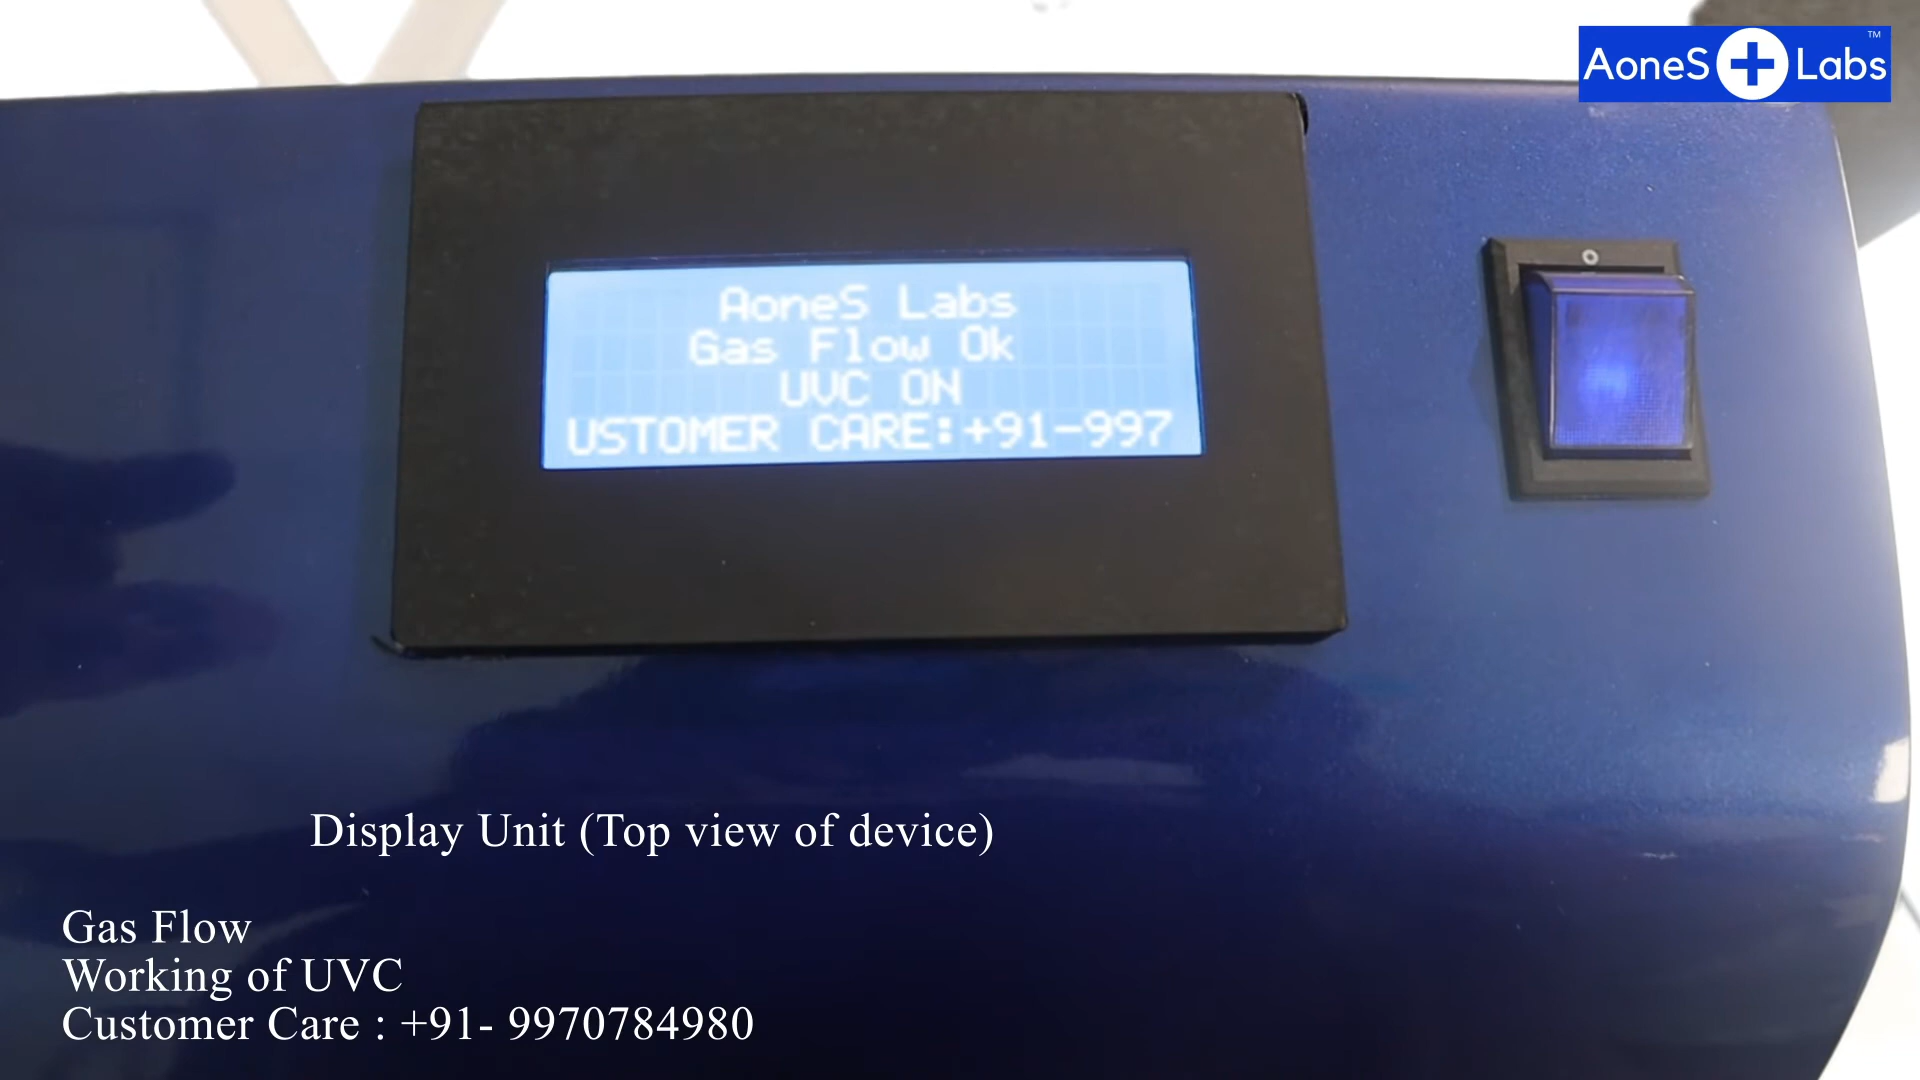 AoneS Labs™
AoneS Labs
Gas Flow Ok
UVC ON
USTOMER CARE:+91-997
Display Unit (Top view of device)
Gas Flow
Working of UVC
Customer Care : +91- 9970784980